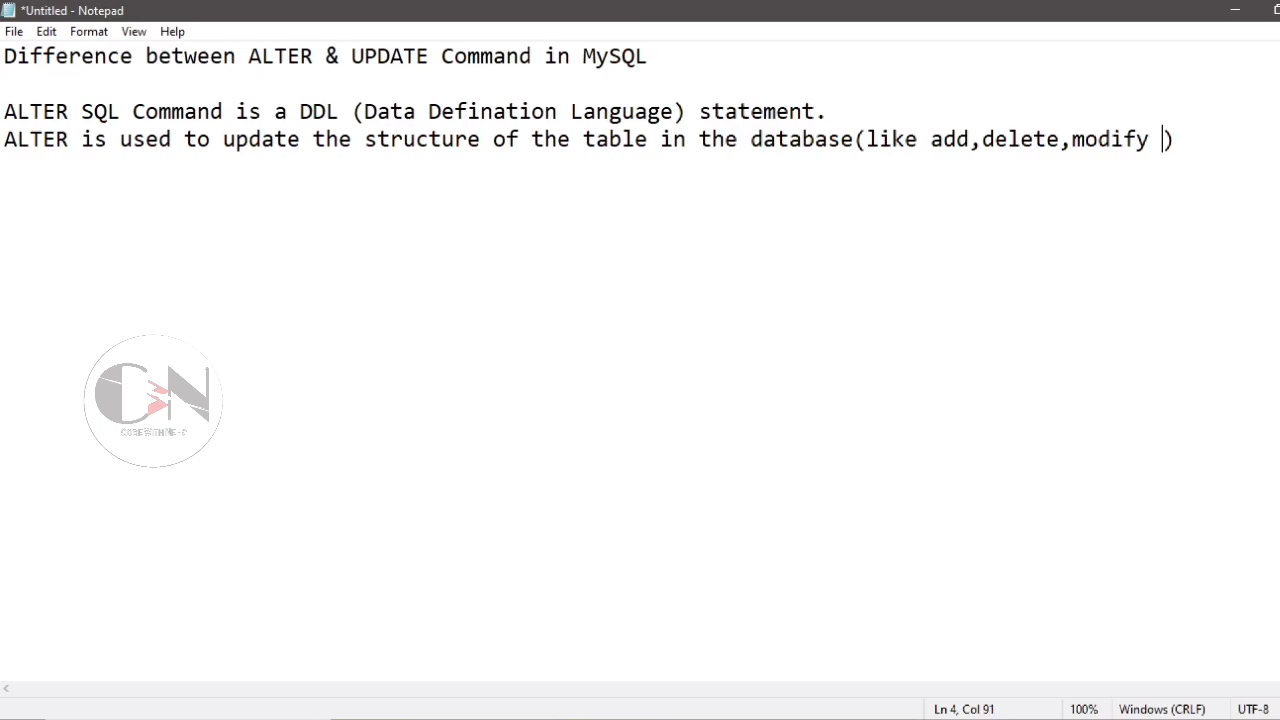 *Untitled - Notepad
File Edit Format View Help
Difference between ALTER & UPDATE Command in MySQL
ALTER SQL Command is a DDL (Data Defination Language) statement.
ALTER is used to update the structure of the table in the database(like add,delete,modify )
CN
CODEWITHNE-C
Ln 4, Col 91 100% Windows (CRLF) UTF-8